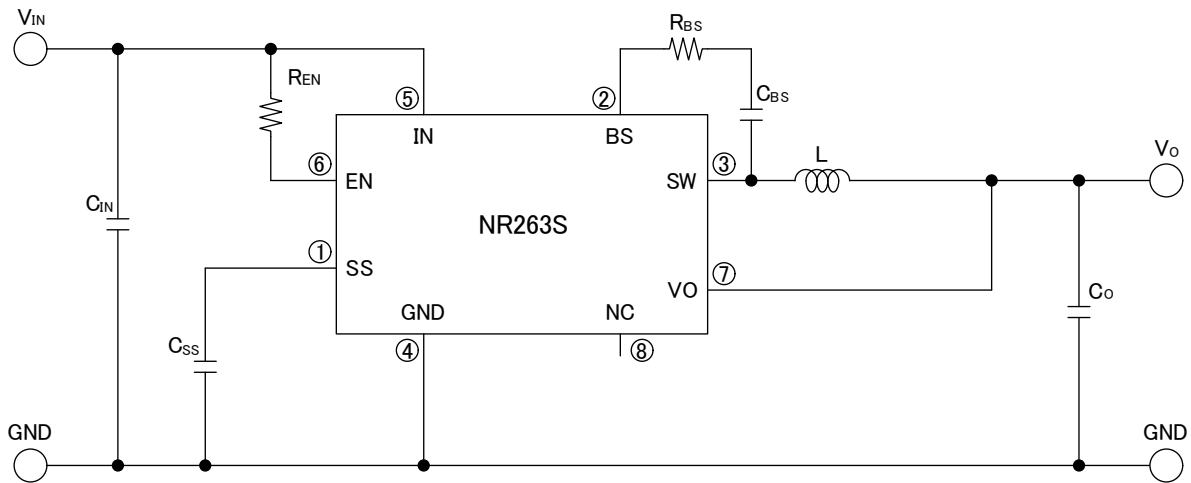 VIN
RBS
REN
CBS
⑤
②
IN
BS
L
VO
⑥
EN
③
SW
CIN
NR263S
①
SS
⑦
VO
CO
GND
NC
CSS
④
⑧
GND
GND